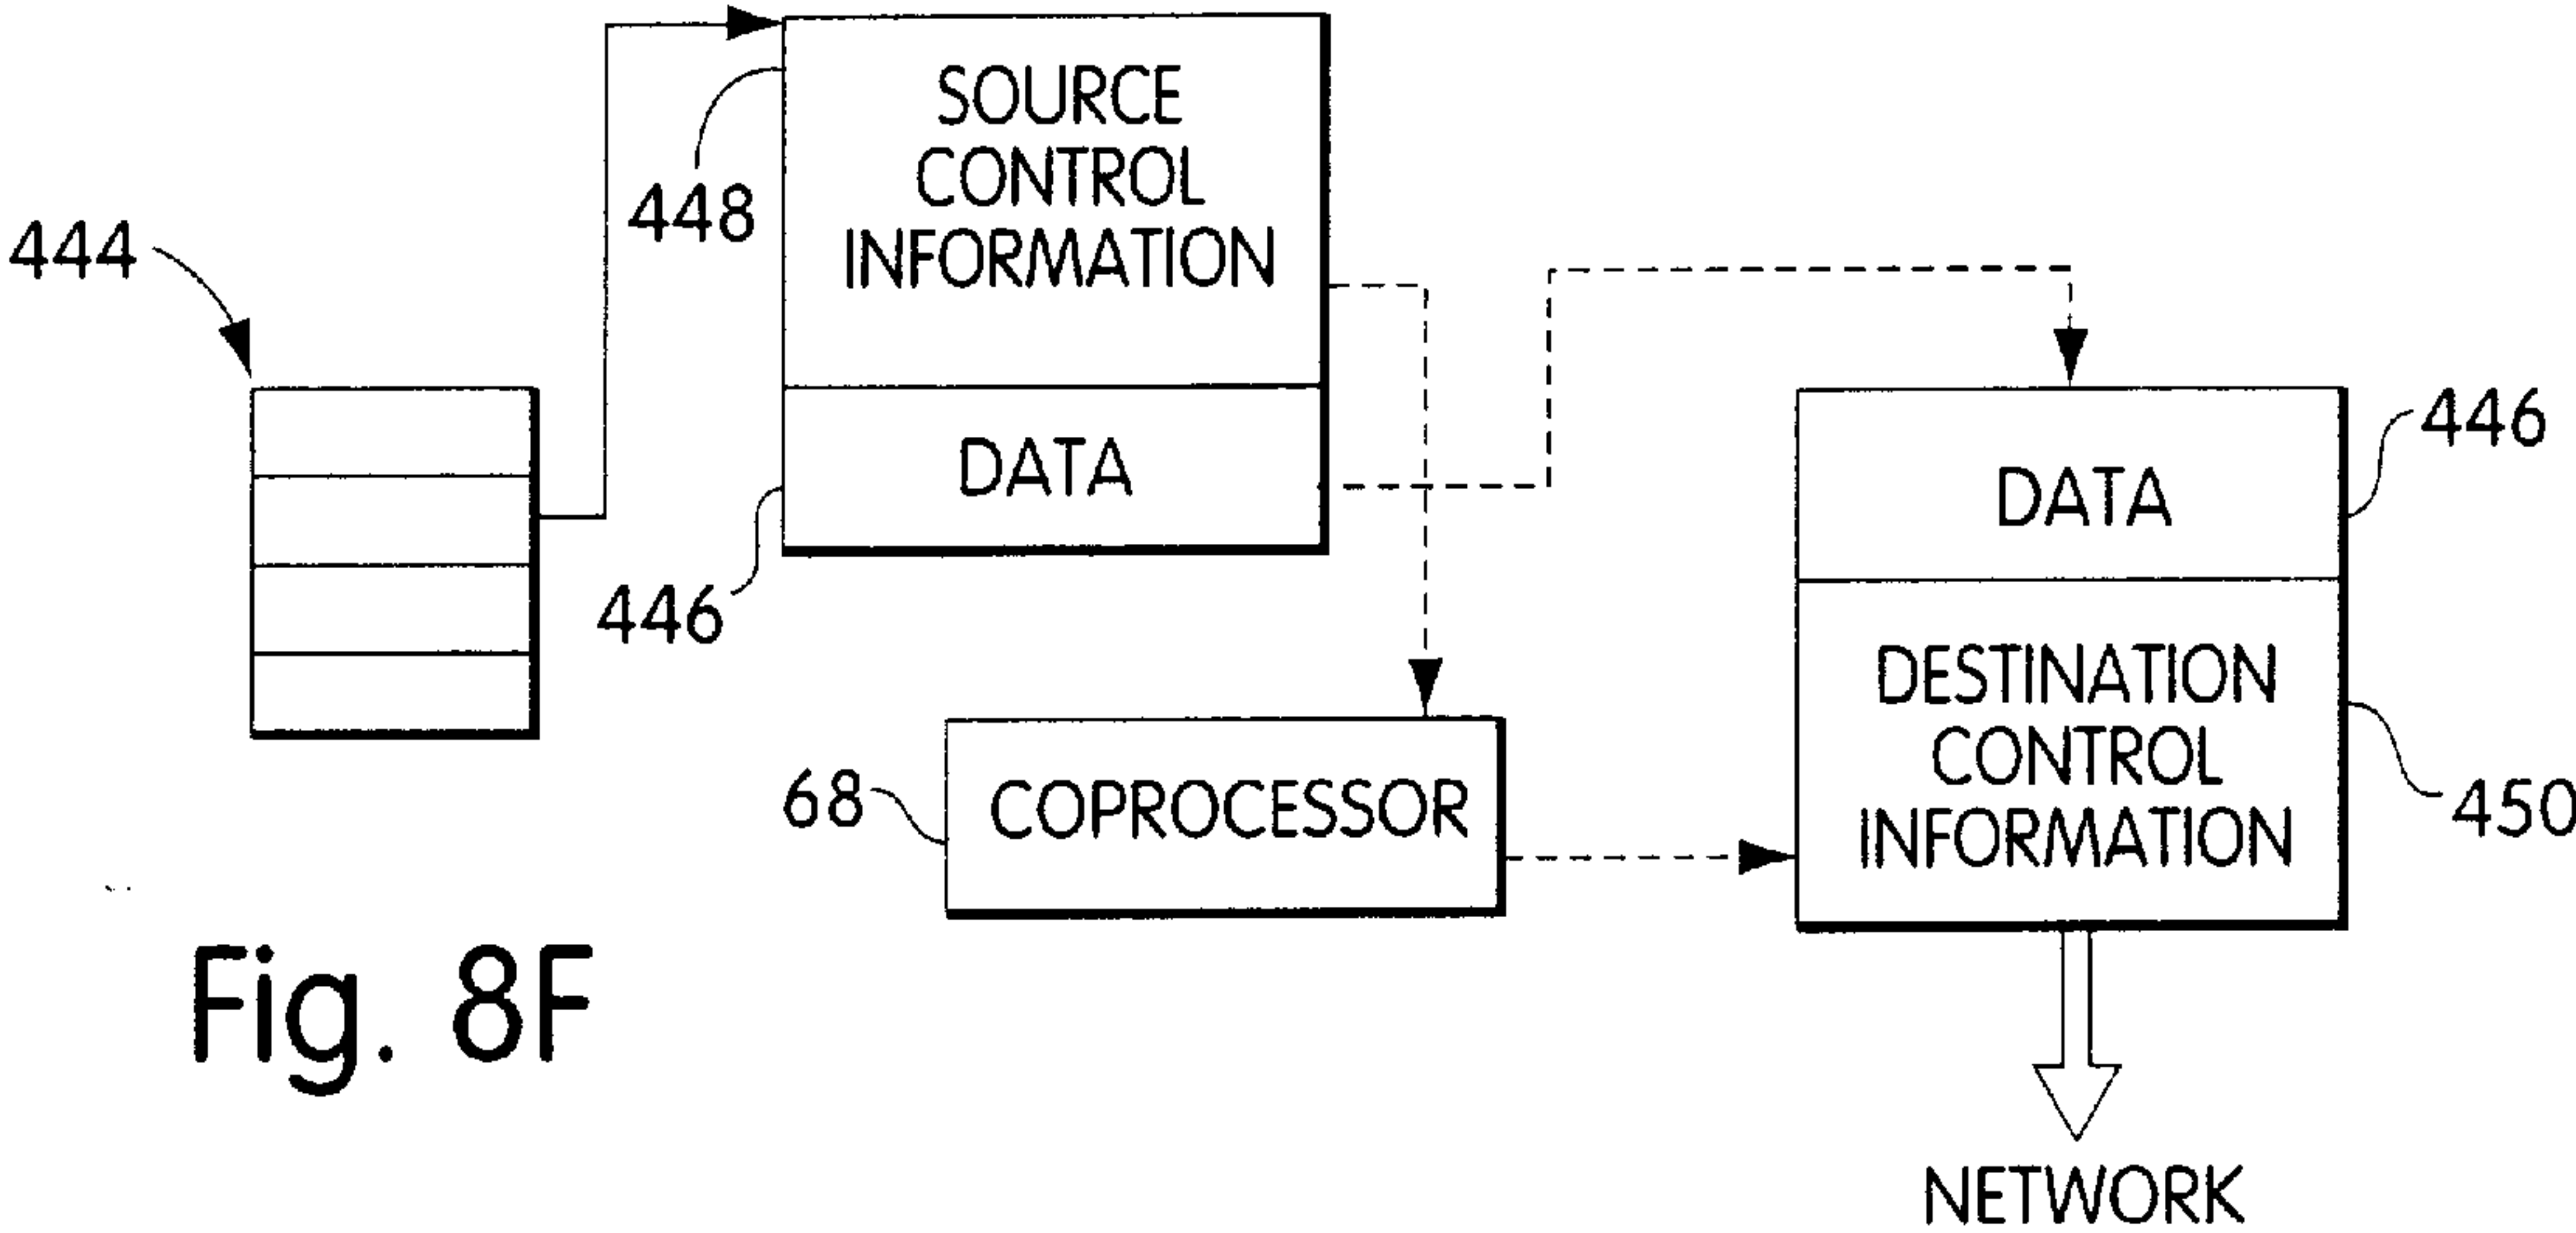 SOURCE
CONTROL
INFORMATION
448
444
DATA
446
446
DATA
DESTINATION
CONTROL
INFORMATION
450
68
COPROCESSOR
Fig. 8F
NETWORK